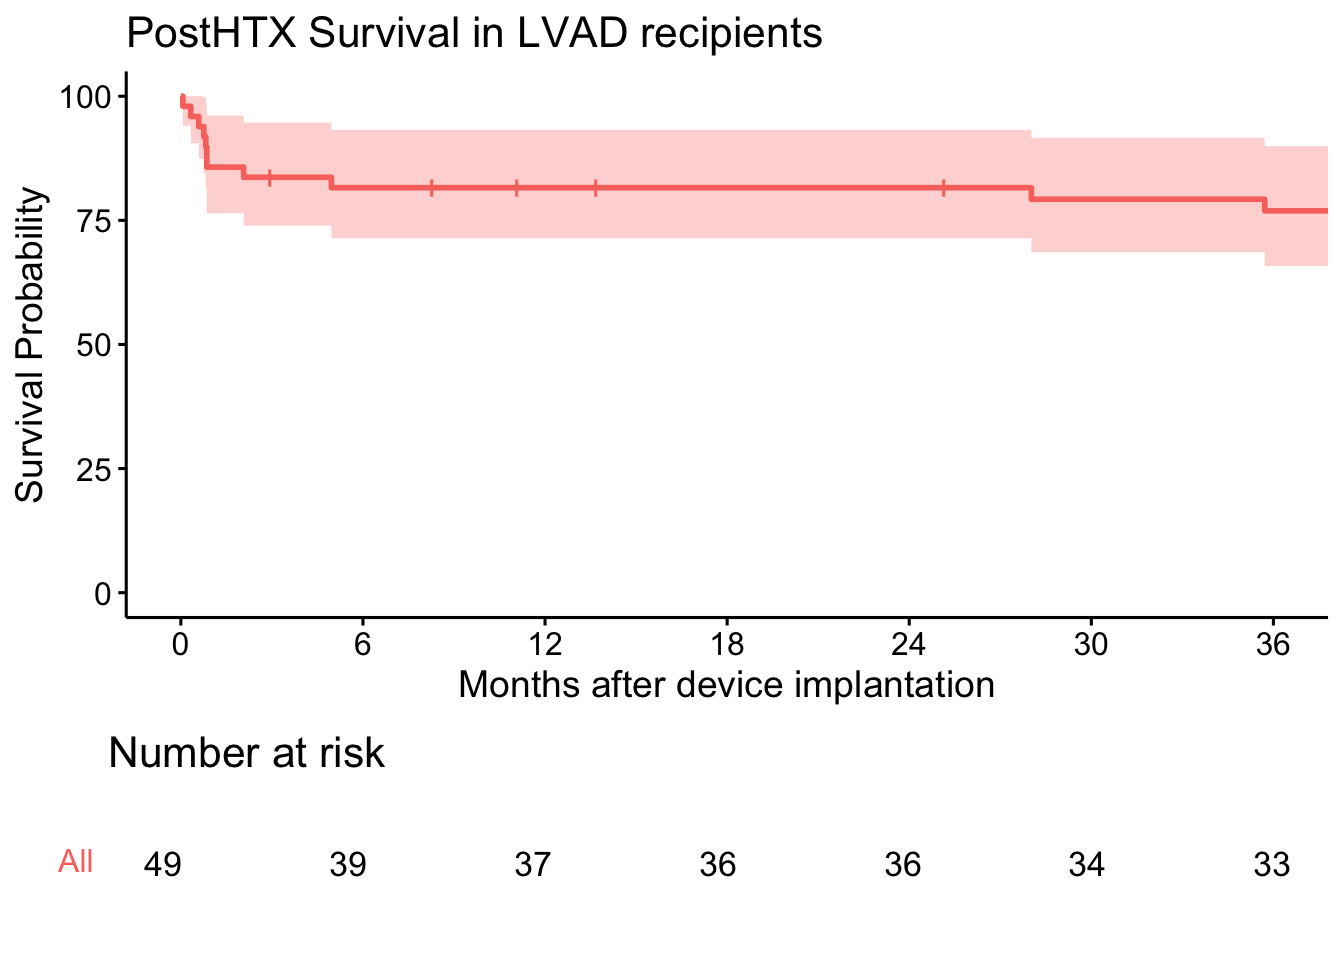 PostHTX Survival in LVAD recipients
Survival Probability
100
75
50
25
0
0 6 12 18 24 30 36
Months after device implantation
Number at risk
All 49 39 37 36 36 34 33